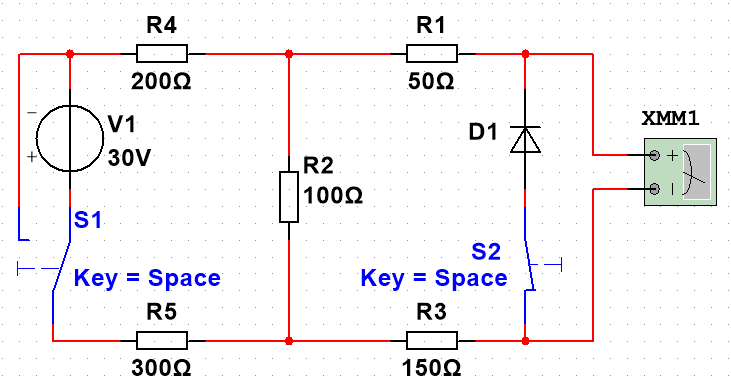 R4
R1
200Ω
50Ω
XMM1
V1
30V
D1
R2
100Ω
S1
S2
Key = Space
Key = Space
R5
R3
300Ω
150Ω